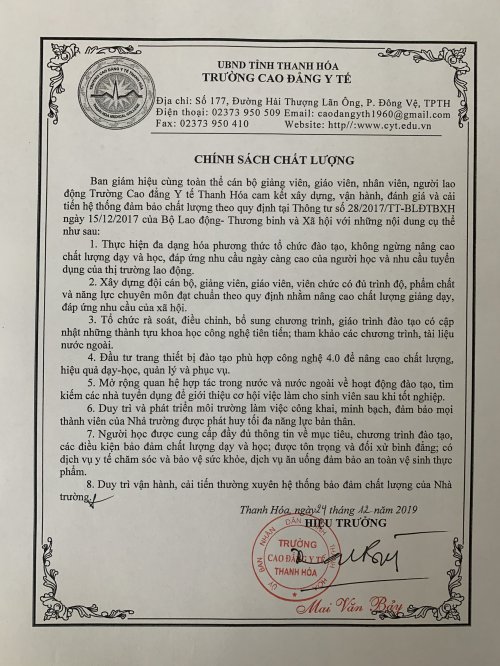 UBND TỈNH THANH HÓA
TRƯỜNG CAO ĐẲNG Y TẾ
Địa chỉ: Số 177, Đường Hải Thượng Lãn Ông, P. Đông Vệ, TPTH
Điện thoại: 02373 950 509 Email: caodangyth1960@gmail.com
Fax: 02373 950 410 Website: http//:www.cyt.edu.vn
CHÍNH SÁCH CHẤT LƯỢNG
Ban giám hiệu cùng toàn thể cán bộ giảng viên, giáo viên, nhân viên, người lao
động Trường Cao đẳng Y tế Thanh Hóa cam kết xây dựng, vận hành, đánh giá và cải
tiến hệ thống đảm bảo chất lượng theo quy định tại Thông tư số 28/2017/TT-BLĐTBXH
ngày 15/12/2017 của Bộ Lao động- Thương binh và Xã hội với những nội dung cụ thể
như sau:
1. Thực hiện đa dạng hóa phương thức tổ chức đào tạo, không ngừng nâng cao
chất lượng dạy và học, đáp ứng nhu cầu ngày càng cao của người học và nhu cầu tuyển
dụng của thị trường lao động.
2. Xây dựng đội cán bộ, giảng viên, giáo viên, viên chức có đủ trình độ, phẩm chất
và năng lực chuyên môn đạt chuẩn theo quy định nhằm nâng cao chất lượng giảng dạy,
đáp ứng nhu cầu của xã hội.
3. Tổ chức rà soát, điều chỉnh, bổ sung chương trình, giáo trình đào tạo có cập
nhật những thành tựu khoa học công nghệ tiên tiến; tham khảo các chương trình, tài liệu
nước ngoài.
4. Đầu tư trang thiết bị đào tạo phù hợp công nghệ 4.0 để nâng cao chất lượng,
hiệu quả dạy-học, quản lý và phục vụ.
5. Mở rộng quan hệ hợp tác trong nước và nước ngoài về hoạt động đào tạo, tìm
kiếm các nhà tuyển dụng để giới thiệu cơ hội việc làm cho sinh viên sau khi tốt nghiệp.
6. Duy trì và phát triển môi trường làm việc công khai, minh bạch, đảm bảo mọi
thành viên của Nhà trường được phát huy tối đa năng lực bản thân.
7. Người học được cung cấp đầy đủ thông tin về mục tiêu, chương trình đào tạo,
các điều kiện bảo đảm chất lượng dạy và học; được tôn trọng và đối xử bình đẳng; có
dịch vụ y tế chăm sóc và bảo vệ sức khỏe, dịch vụ ăn uống đảm bảo an toàn vệ sinh thực
phẩm.
8. Duy trì vận hành, cải tiến thường xuyên hệ thống bảo đảm chất lượng của Nhà
trường.
Thanh Hóa, ngày 24 tháng 12 năm 2019
HIỆU TRƯỞNG
TRƯỜNG
CAO ĐẲNG Y TẾ
THANH HÓA
Mai Văn Bảy